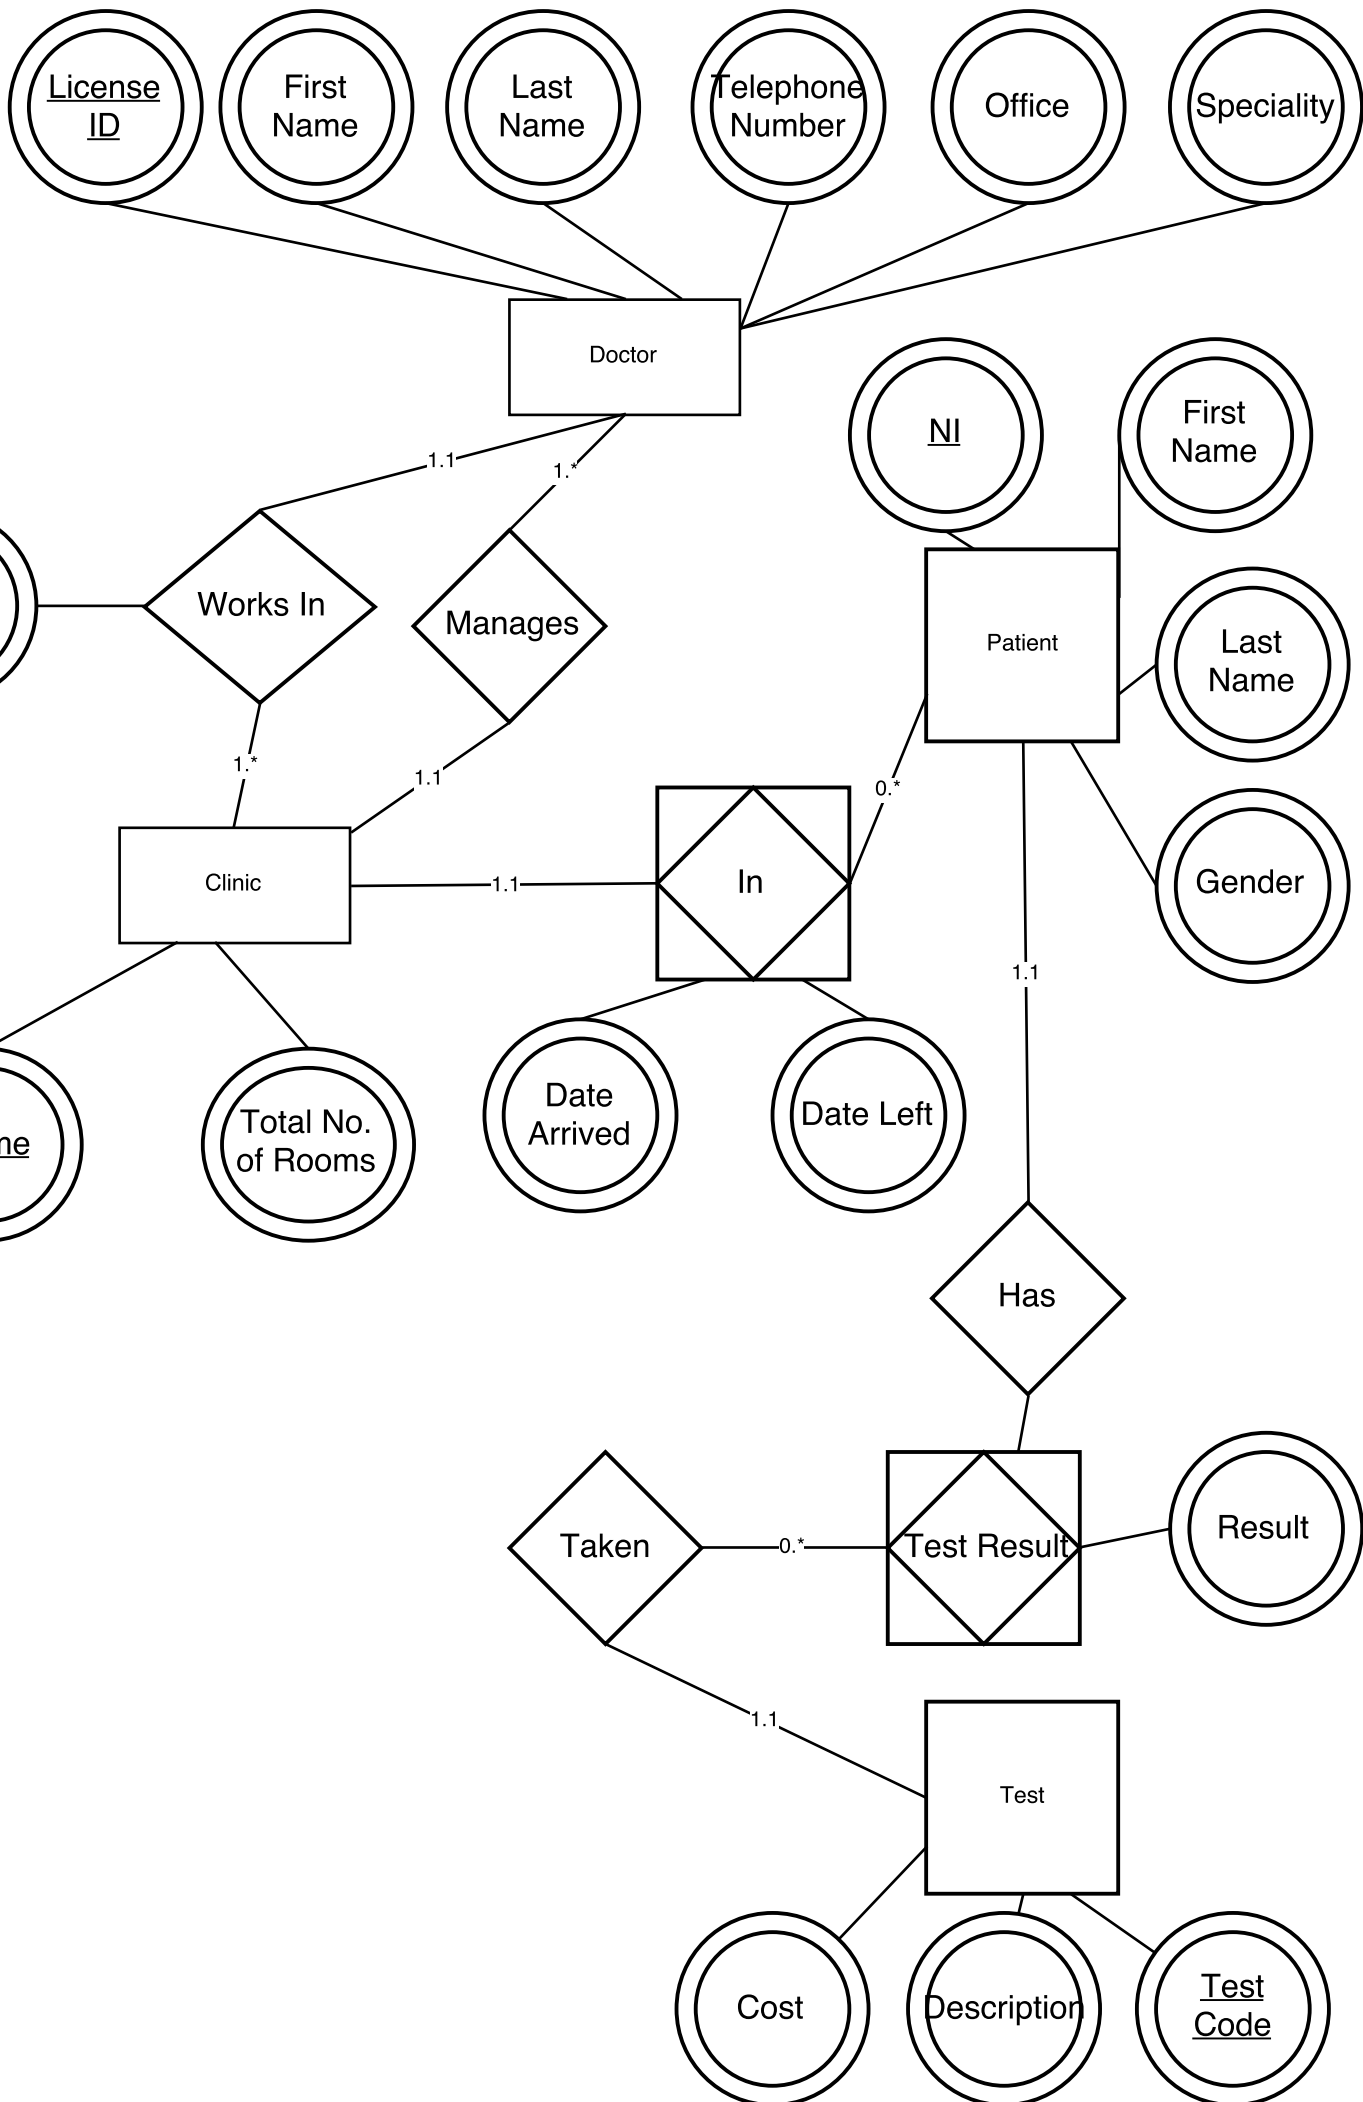 License
ID
First
Name
Last
Name
Telephone
Number
Office
Speciality
Doctor
NI
First
Name
1.1
1.*
Works In
Manages
Patient
Last
Name
1.*
1.1
0.*
Clinic
1.1
In
Gender
1.1
me
Total No.
of Rooms
Date
Arrived
Date Left
Has
Taken
0.*
Test Result
Result
1.1
Test
Cost
Description
Test
Code